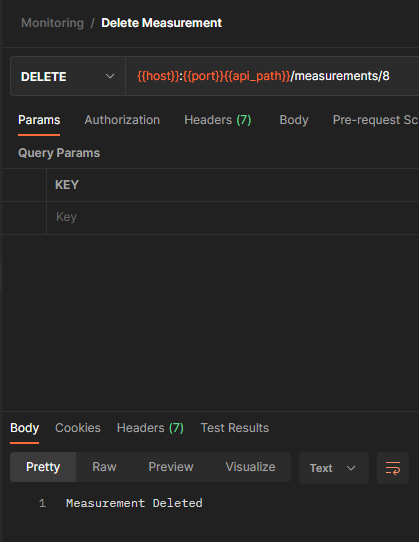 Monitoring / Delete Measurement
DELETE {{host}}:{{port}}{{api_path}}/measurements/8
Params Authorization Headers (7) Body Pre-request Sc
Query Params
KEY
Key
Body Cookies Headers (7) Test Results
Pretty Raw Preview Visualize Text
1 Measurement Deleted